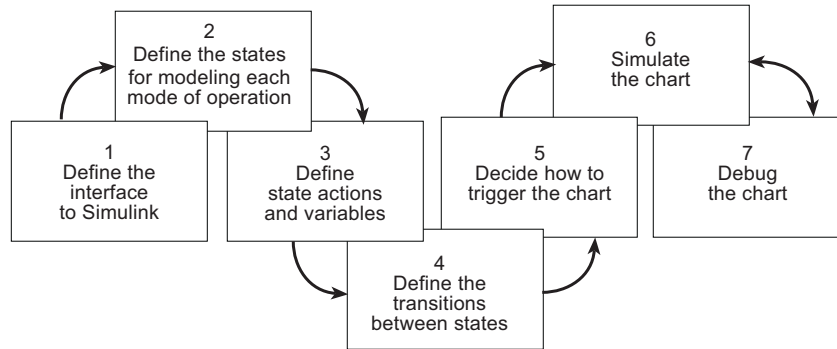 1
Define the
interface
to Simulink
2
Define the states
for modeling each
mode of operation
3
Define
state actions
and variables
4
Define the
transitions
between states
5
Decide how to
trigger the chart
6
Simulate
the chart
7
Debug
the chart